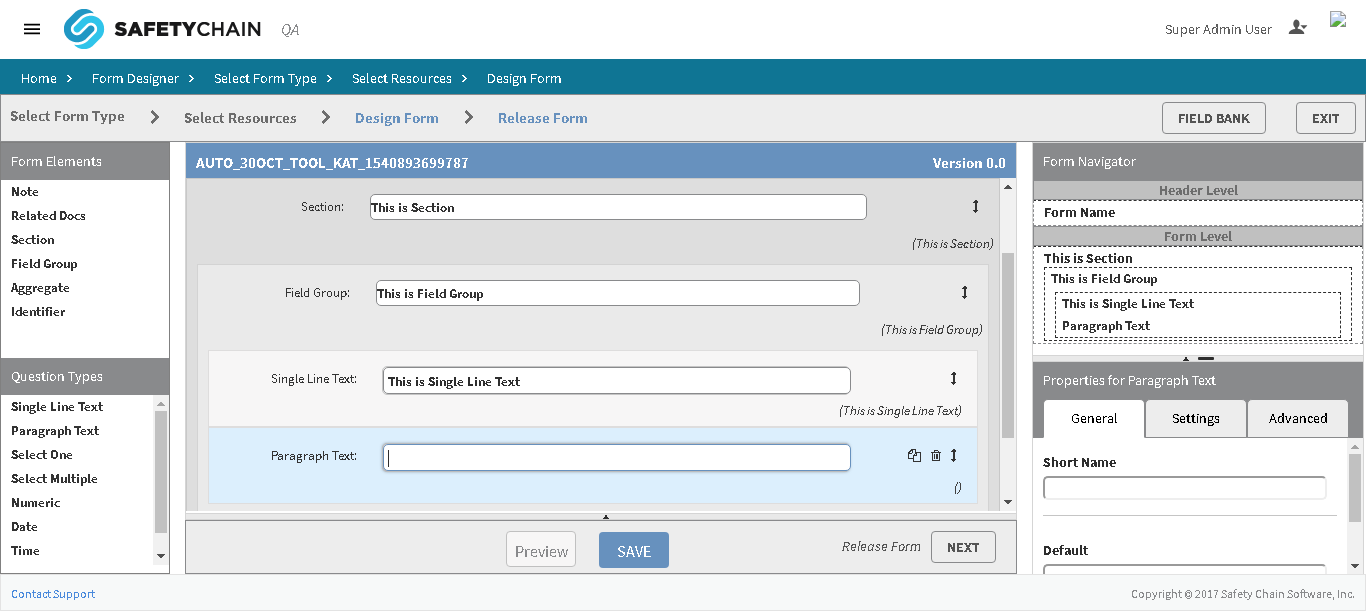 SAFETYCHAIN QA
Super Admin User
Home > Form Designer > Select Form Type > Select Resources > Design Form
Select Form Type > Select Resources > Design Form > Release Form
FIELD BANK
EXIT
Form Elements
Note
Related Docs
Section
Field Group
Aggregate
Identifier
Question Types
Single Line Text
Paragraph Text
Select One
Select Multiple
Numeric
Date
Time
AUTO_30OCT_TOOL_KAT_1540893699787 Version 0.0
Section: This is Section
(This is Section)
Field Group: This is Field Group
(This is Field Group)
Single Line Text: This is Single Line Text
(This is Single Line Text)
Paragraph Text:
()
Preview
SAVE
Release Form
NEXT
Form Navigator
Header Level
Form Name
Form Level
This is Section
This is Field Group
This is Single Line Text
Paragraph Text
Properties for Paragraph Text
General
Settings
Advanced
Short Name
Default
Contact Support
Copyright © 2017 Safety Chain Software, Inc.